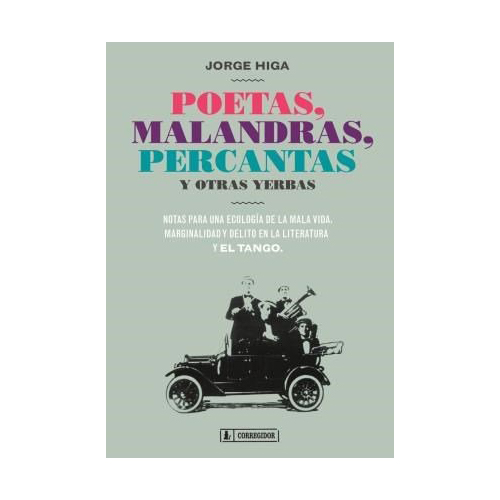 JORGE HIGA
POETAS,
MALANDRAS,
PERCANTAS
Y OTRAS YERBAS
NOTAS PARA UNA ECOLOGÍA DE LA MALA VIDA.
MARGINALIDAD Y DELITO EN LA LITERATURA
Y EL TANGO.
CORREGIDOR